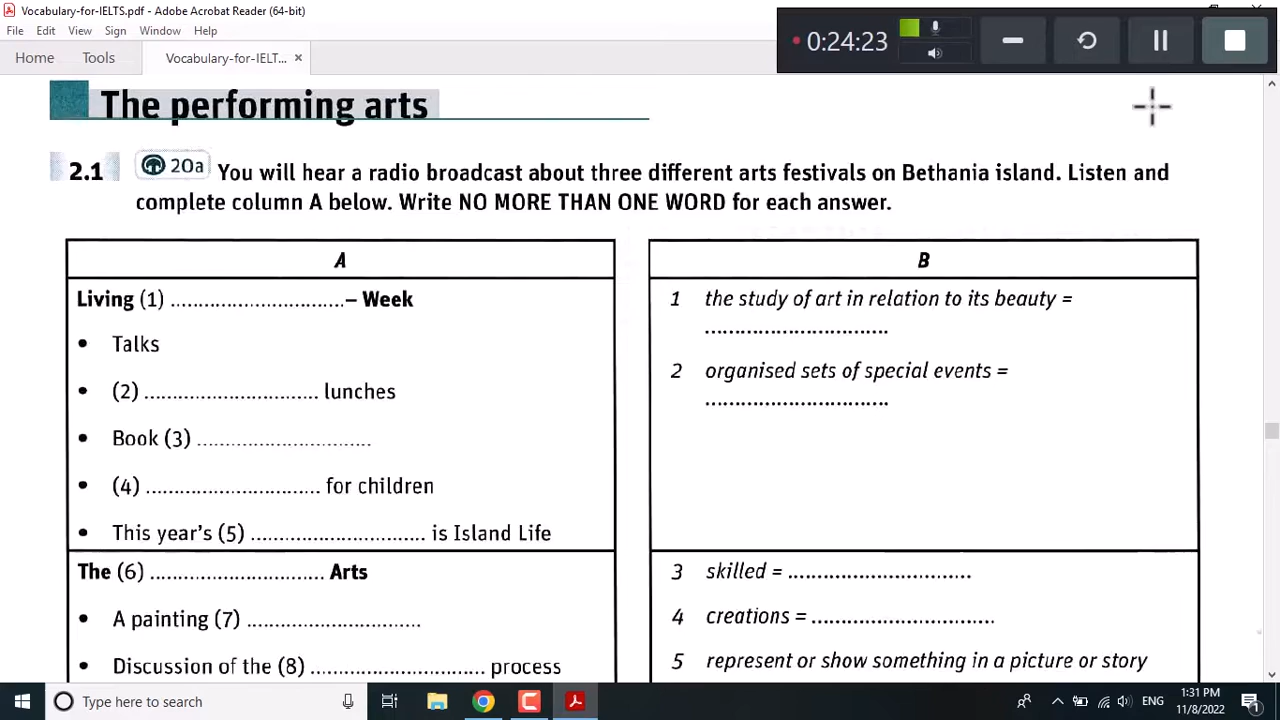 Vocabulary-for-IELTS.pdf - Adobe Acrobat Reader (64-bit)
File Edit View Sign Window Help
0:24:23
Home Tools Vocabulary-for-IELT... ×
The performing arts
2.1 20a You will hear a radio broadcast about three different arts festivals on Bethania island. Listen and
complete column A below. Write NO MORE THAN ONE WORD for each answer.
A
Living (1) ................................ – Week
• Talks
• (2) ................................ lunches
• Book (3) ................................
• (4) ................................ for children
• This year's (5) ................................ is Island Life
The (6) ................................ Arts
• A painting (7) ................................
• Discussion of the (8) ................................ process
B
1 the study of art in relation to its beauty =
................................
2 organised sets of special events =
................................
3 skilled = ................................
4 creations = ................................
5 represent or show something in a picture or story
Type here to search
ENG
1:31 PM
11/8/2022
1